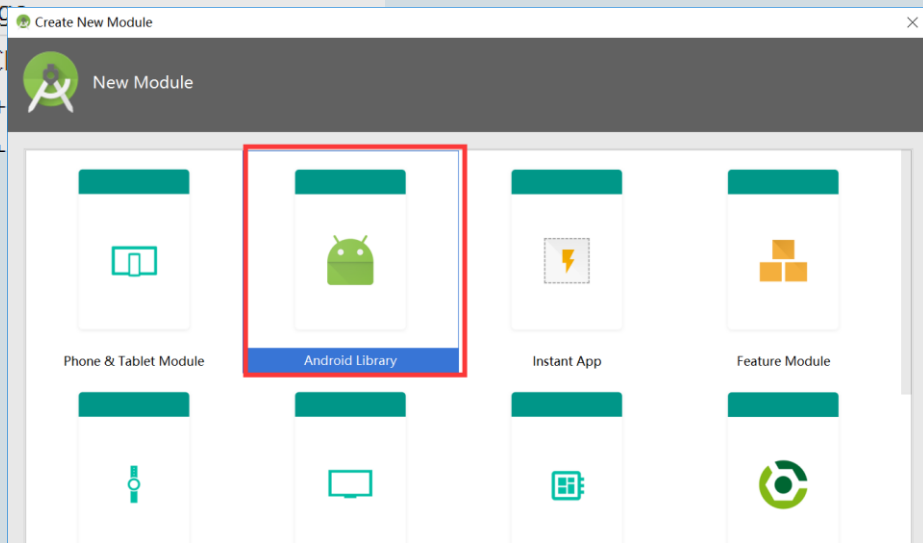 Create New Module
New Module
Phone & Tablet Module
Android Library
Instant App
Feature Module